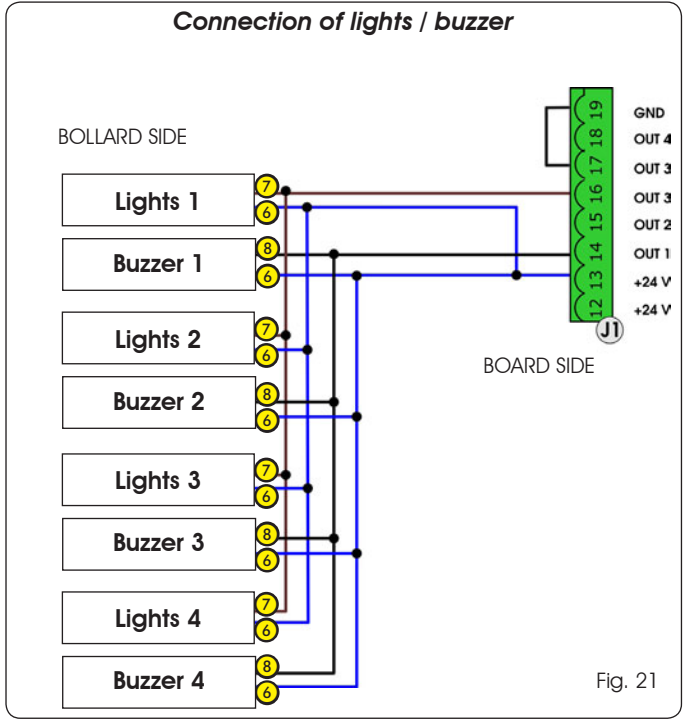 Connection of lights / buzzer
BOLLARD SIDE
Lights 1
7
6
Buzzer 1
8
6
Lights 2
7
6
Buzzer 2
8
6
Lights 3
7
6
Buzzer 3
8
6
Lights 4
7
6
Buzzer 4
8
6
19 GND
18 OUT 4
17 OUT 3
16 OUT 3
15 OUT 2
14 OUT 1
13 +24 V
12 +24 V
J1
BOARD SIDE
Fig. 21